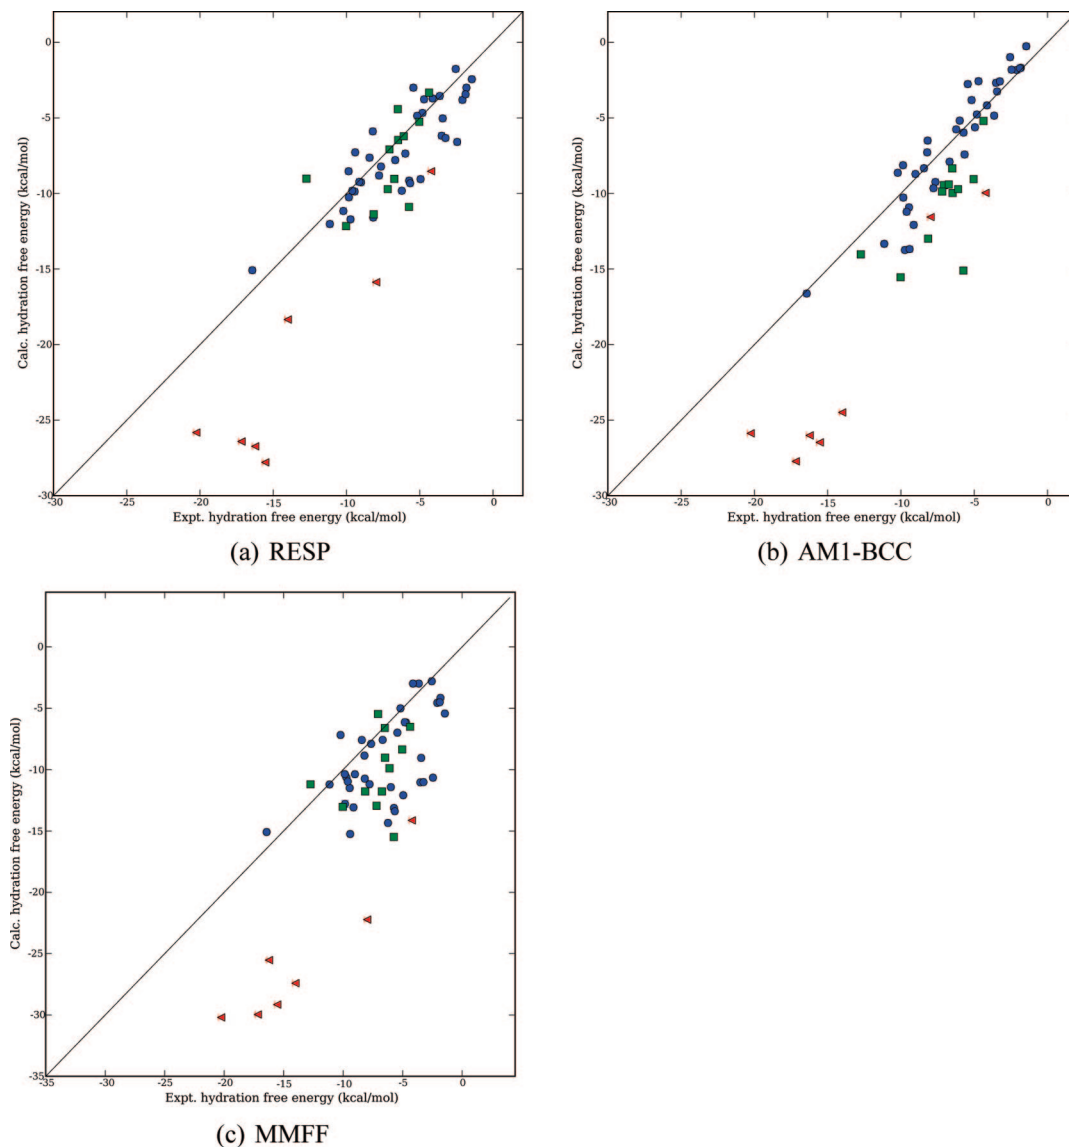 0
-5
-10
-15
-20
-25
-30
Calc. hydration free energy (kcal/mol)
-30 -25 -20 -15 -10 -5 0
Expt. hydration free energy (kcal/mol)
(a) RESP
0
-5
-10
-15
-20
-25
-30
Calc. hydration free energy (kcal/mol)
-30 -25 -20 -15 -10 -5 0
Expt. hydration free energy (kcal/mol)
(b) AM1-BCC
0
-5
-10
-15
-20
-25
-30
-35
Calc. hydration free energy (kcal/mol)
-35 -30 -25 -20 -15 -10 -5 0
Expt. hydration free energy (kcal/mol)
(c) MMFF